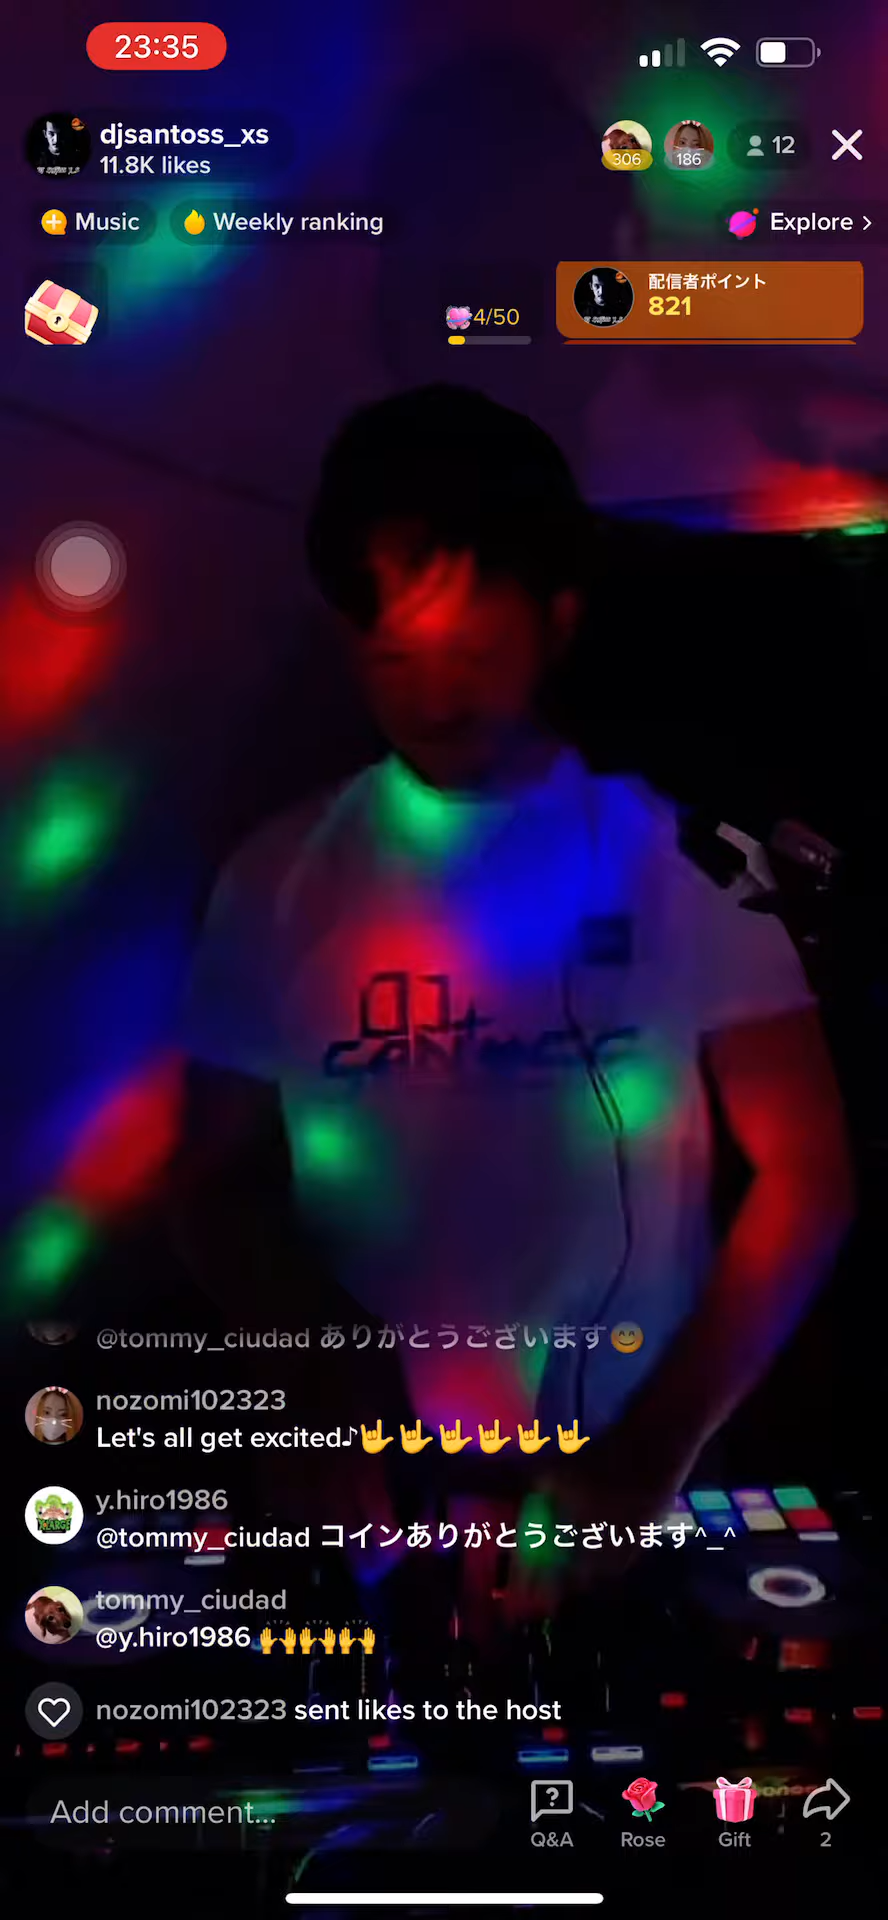 23:35
djsantoss_xs
11.8K likes
306
186
12
Music
Weekly ranking
Explore >
4/50
配信者ポイント
821
DJ
@tommy_ciudad ありがとうございます😊
nozomi102323
Let's all get excited♪🤟🤟🤟🤟🤟🤟
y.hiro1986
@tommy_ciudad コインありがとうございます^_^
tommy_ciudad
@y.hiro1986 🙌🙌🙌
nozomi102323 sent likes to the host
Add comment...
Q&A
Rose
Gift
2